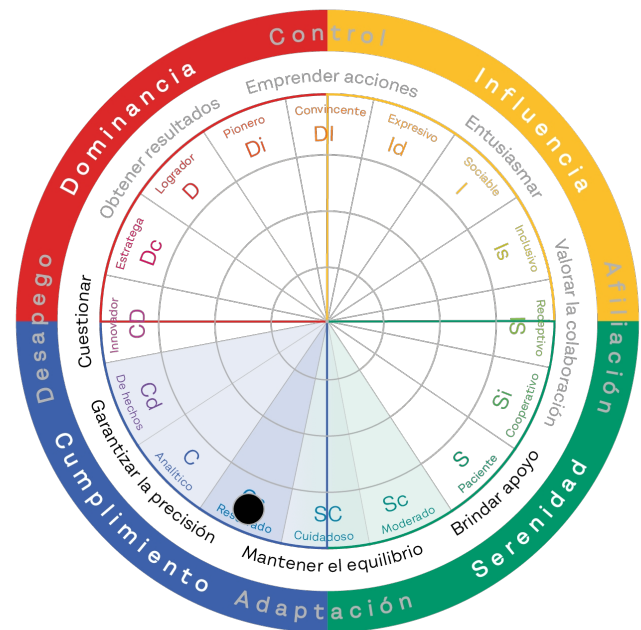 Control
Dominancia
Influencia
Desapego
Afiliación
Cumplimiento
Serenidad
Adaptación
Emprender acciones
Obtener resultados
Entusiasmar
Cuestionar
Valorar la colaboración
Garantizar la precisión
Brindar apoyo
Mantener el equilibrio
Convincente
DI
Pionero
Di
Expresivo
Id
Logrador
D
Sociable
I
Estratega
Dc
Inclusivo
Is
Innovador
CD
Receptivo
IS
De hechos
Cd
Cooperativo
Si
Analítico
C
Paciente
S
SC
Cuidadoso
Sc
Moderado